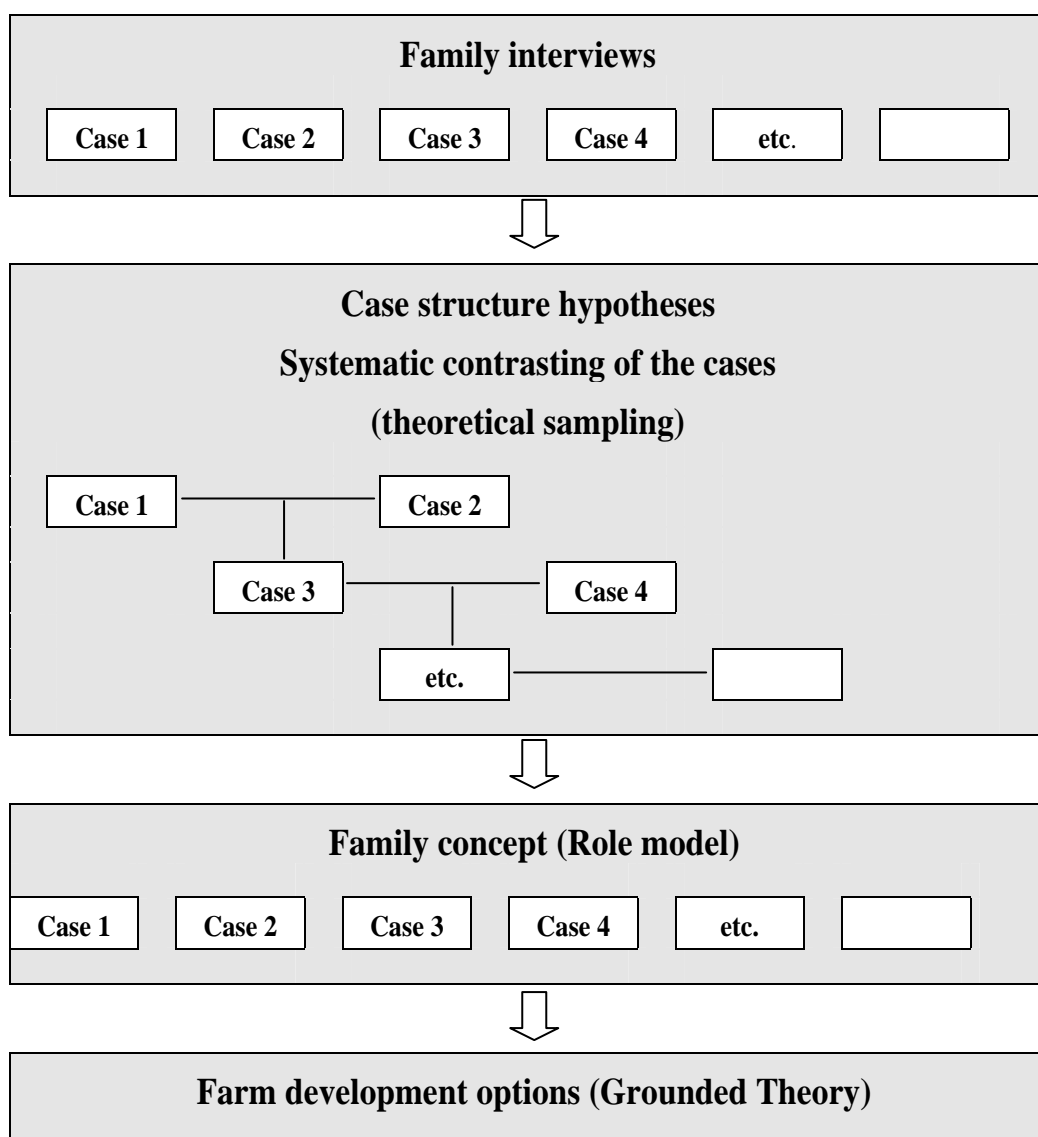 Family interviews
Case 1 Case 2 Case 3 Case 4 etc.
Case structure hypotheses
Systematic contrasting of the cases
(theoretical sampling)
Case 1 Case 2
Case 3 Case 4
etc.
Family concept (Role model)
Case 1 Case 2 Case 3 Case 4 etc.
Farm development options (Grounded Theory)